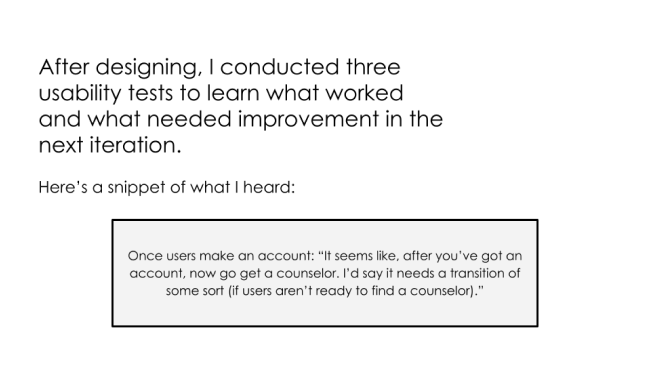 After designing, I conducted three
usability tests to learn what worked
and what needed improvement in the
next iteration.
Here’s a snippet of what I heard:
Once users make an account: “It seems like, after you’ve got an
account, now go get a counselor. I’d say it needs a transition of
some sort (if users aren’t ready to find a counselor).”